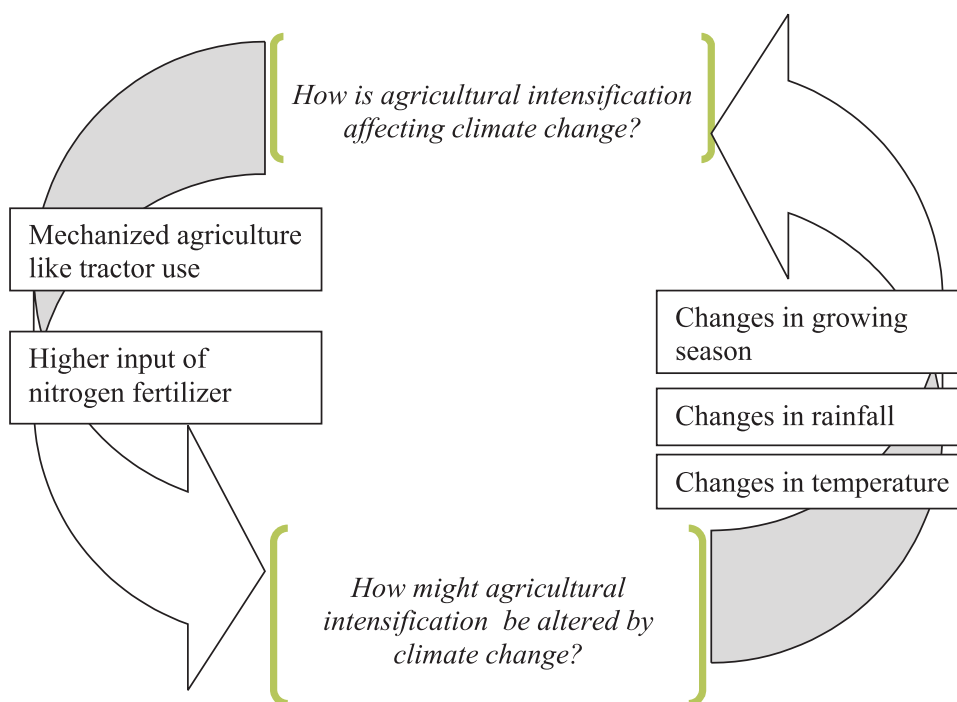 How is agricultural intensification
affecting climate change?
Mechanized agriculture
like tractor use
Higher input of
nitrogen fertilizer
Changes in growing
season
Changes in rainfall
Changes in temperature
How might agricultural
intensification be altered by
climate change?